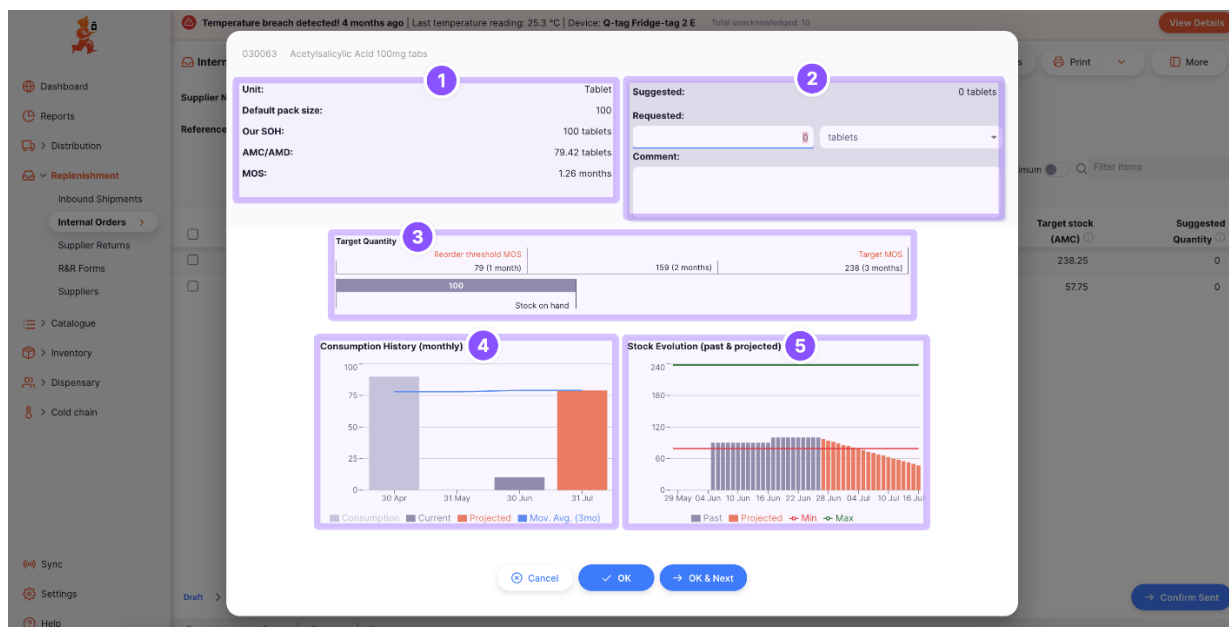 Temperature breach detected! 4 months ago | Last temperature reading: 25.3 °C | Device: Q-tag Fridge-tag 2 E Total unacknowledged: 10 View Details
Dashboard
Reports
Distribution
Replenishment
Inbound Shipments
Internal Orders
Supplier Returns
R&R Forms
Suppliers
Catalogue
Inventory
Dispensary
Cold chain
Sync
Settings
Help
Intern
Print
More
Supplier N
Reference
Filter items
Target stock (AMC)
Suggested Quantity
238.25 0
57.75 0
Draft
Confirm Sent
030063 Acetylsalicylic Acid 100mg tabs
1
Unit: Tablet
Default pack size: 100
Our SOH: 100 tablets
AMC/AMD: 79.42 tablets
MOS: 1.26 months
2
Suggested: 0 tablets
Requested:
0 tablets
Comment:
3
Target Quantity
Reorder threshold MOS Target MOS
79 (1 month) 159 (2 months) 238 (3 months)
100
Stock on hand
4
Consumption History (monthly)
100
75
50
25
0
30 Apr 31 May 30 Jun 31 Jul
Consumption Current Projected Mov. Avg. (3mo)
5
Stock Evolution (past & projected)
240
180
120
60
0
29 May 04 Jun 10 Jun 16 Jun 22 Jun 28 Jun 04 Jul 10 Jul 16 Jul
Past Projected Min Max
Cancel OK OK & Next